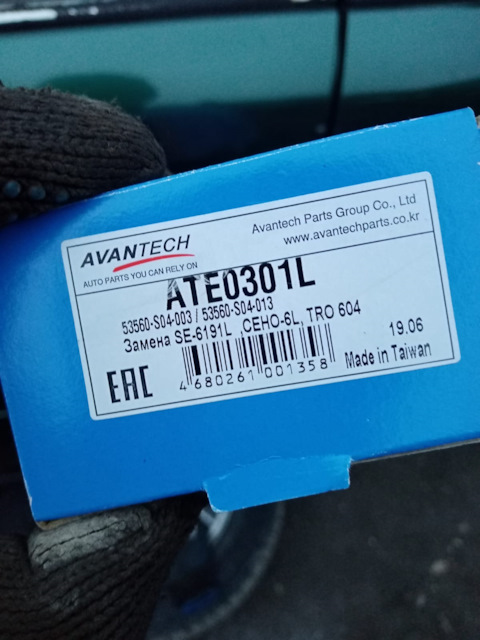 AVANTECH
AUTO PARTS YOU CAN RELY ON
Avantech Parts Group Co., Ltd
www.avantechparts.co.kr
ATE0301L
53560-S04-003 / 53560-S04-013
Замена SE-6191L ,CEHO-6L, TRO 604
EAC
4 680261 001358
19.06
Made in Taiwan